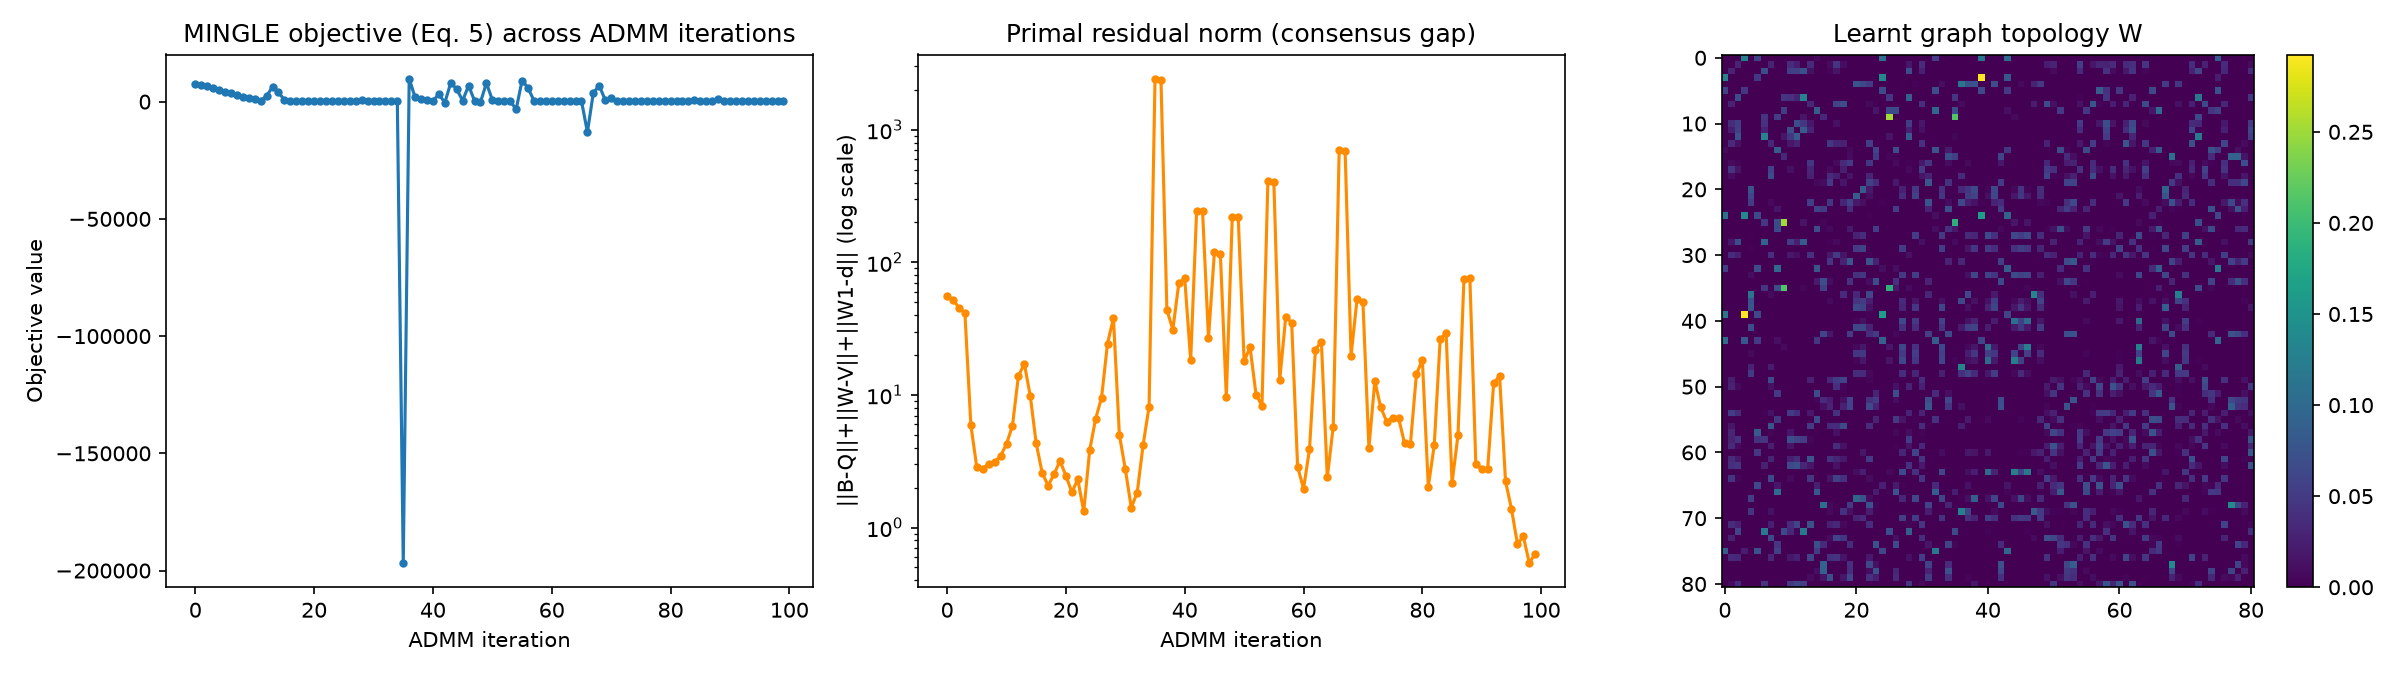 MINGLE objective (Eq. 5) across ADMM iterations
0
−50000
−100000
−150000
−200000
Objective value
0 20 40 60 80 100
ADMM iteration
Primal residual norm (consensus gap)
10³
10²
10¹
10⁰
||B-Q||+||W-V||+||W1-d|| (log scale)
0 20 40 60 80 100
ADMM iteration
Learnt graph topology W
0
10
20
30
40
50
60
70
80
0 20 40 60 80
0.25
0.20
0.15
0.10
0.05
0.00